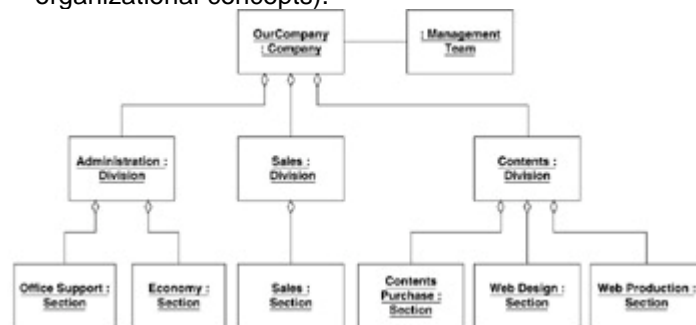 organizational concepts).
OurCompany
: Company
: Management
Team
Administration :
Division
Sales :
Division
Contents :
Division
Office Support :
Section
Economy :
Section
Sales :
Section
Contents
Purchase :
Section
Web Design :
Section
Web Production :
Section